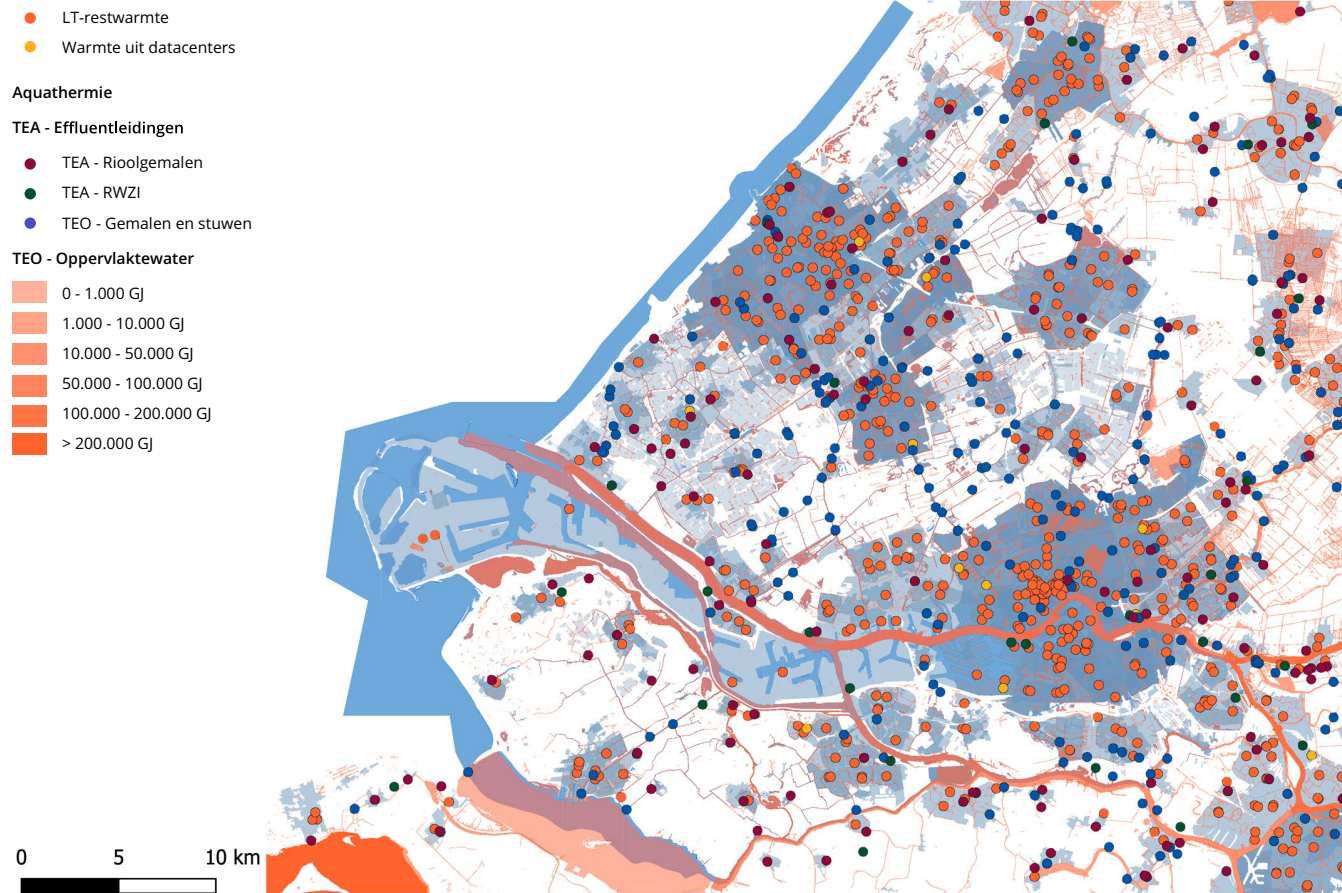 LT-restwarmte
Warmte uit datacenters
Aquathermie
TEA - Effluentleidingen
TEA - Rioolgemalen
TEA - RWZI
TEO - Gemalen en stuwen
TEO - Oppervlaktewater
0 - 1.000 GJ
1.000 - 10.000 GJ
10.000 - 50.000 GJ
50.000 - 100.000 GJ
100.000 - 200.000 GJ
> 200.000 GJ
0 5 10 km